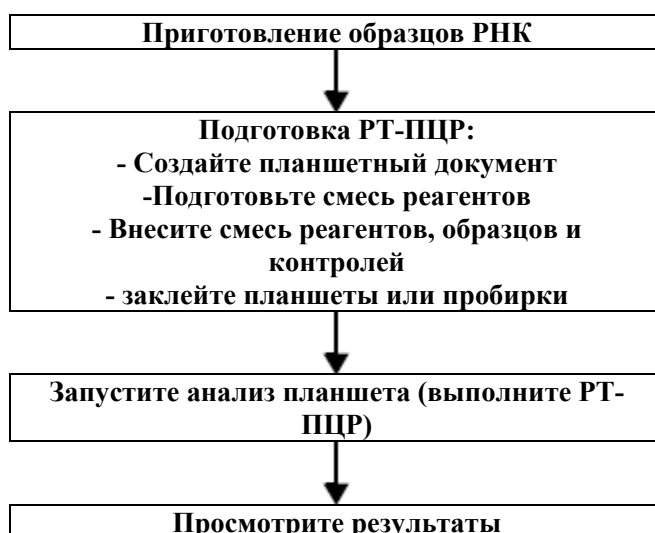 Приготовление образцов РНК
Подготовка РТ-ПЦР:
- Создайте планшетный документ
-Подготовьте смесь реагентов
- Внесите смесь реагентов, образцов и
контролей
- заклейте планшеты или пробирки
Запустите анализ планшета (выполните РТ-
ПЦР)
Просмотрите результаты